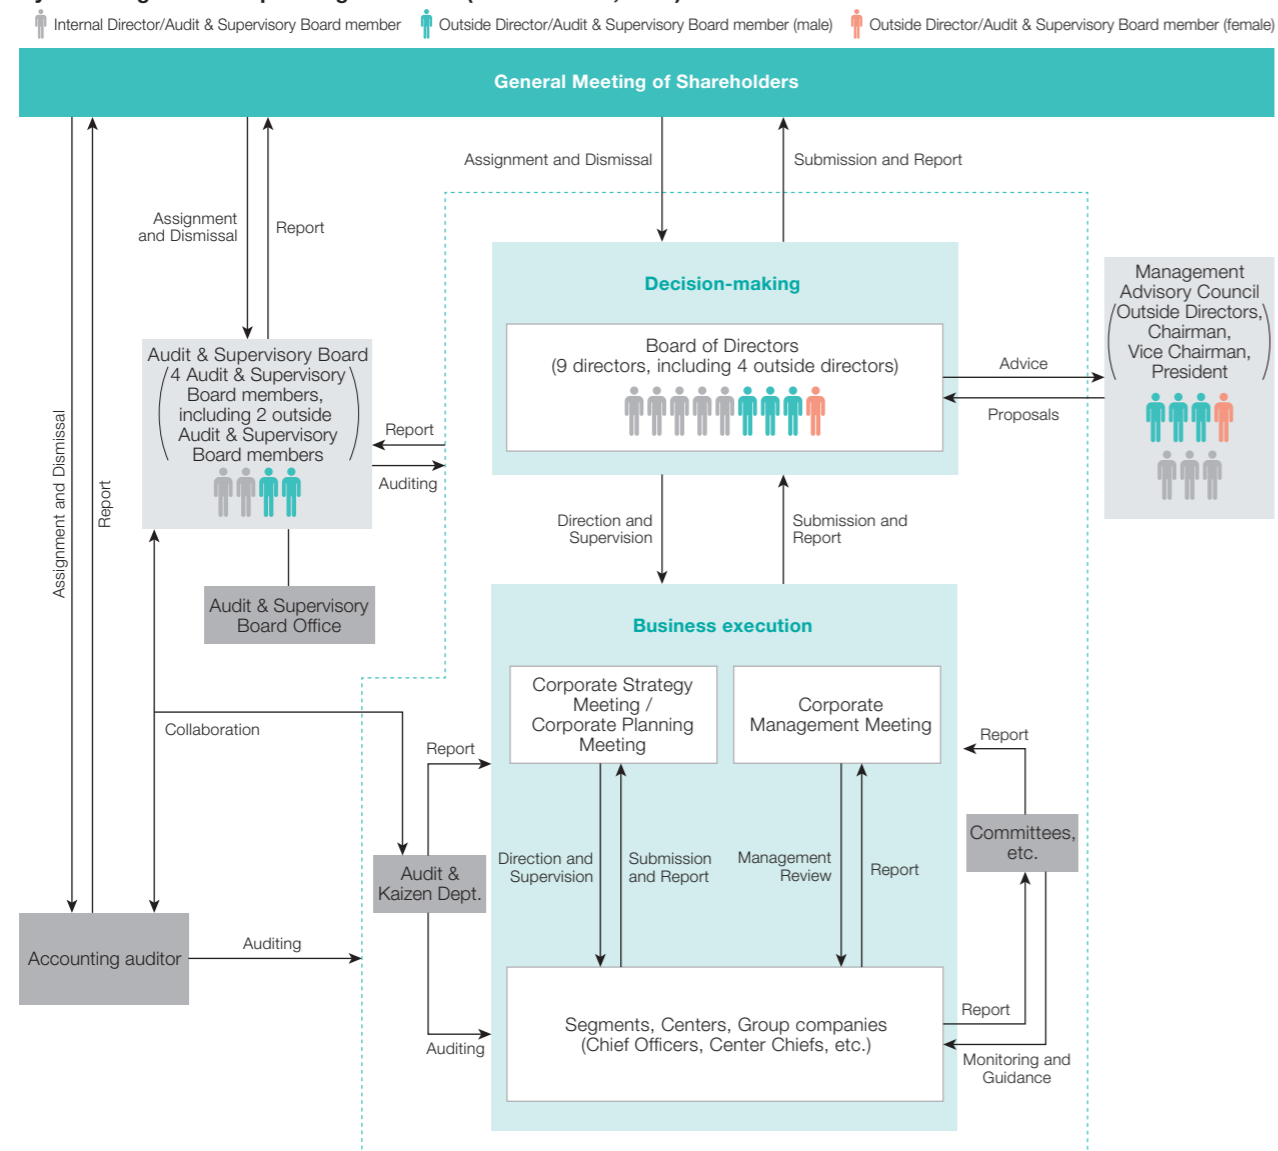 Internal Director/Audit & Supervisory Board member
Outside Director/Audit & Supervisory Board member (male)
Outside Director/Audit & Supervisory Board member (female)
General Meeting of Shareholders
Assignment and Dismissal
Submission and Report
Assignment
and Dismissal
Report
Decision-making
Board of Directors
(9 directors, including 4 outside directors)
Management
Advisory Council
(Outside Directors,
Chairman,
Vice Chairman,
President)
Advice
Proposals
Audit & Supervisory Board
(4 Audit & Supervisory
Board members,
including 2 outside
Audit & Supervisory
Board members)
Report
Auditing
Assignment and Dismissal
Report
Direction and
Supervision
Submission and
Report
Audit & Supervisory
Board Office
Business execution
Corporate Strategy
Meeting /
Corporate Planning
Meeting
Corporate
Management Meeting
Collaboration
Report
Report
Committees,
etc.
Audit &
Kaizen Dept.
Direction and
Supervision
Submission
and Report
Management
Review
Report
Accounting auditor
Auditing
Segments, Centers, Group companies
(Chief Officers, Center Chiefs, etc.)
Report
Auditing
Monitoring and
Guidance